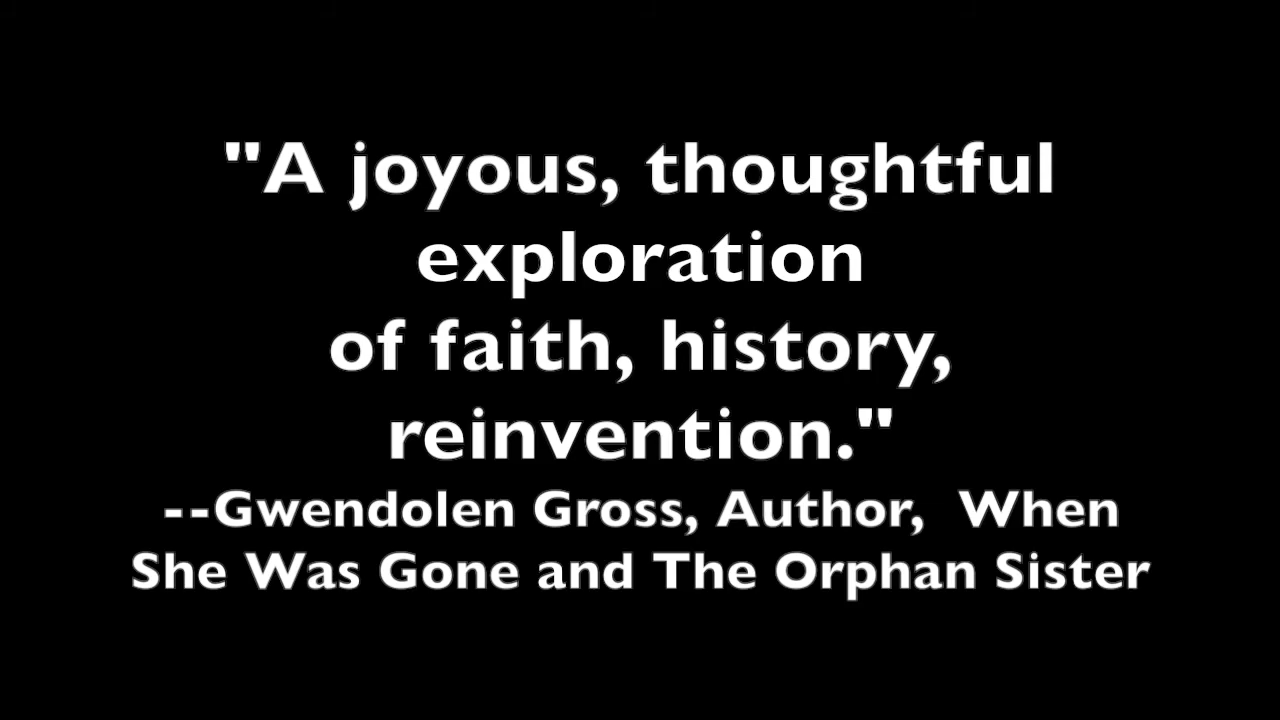 "A joyous, thoughtful
exploration
of faith, history,
reinvention."
--Gwendolen Gross, Author,  When
She Was Gone and The Orphan Sister